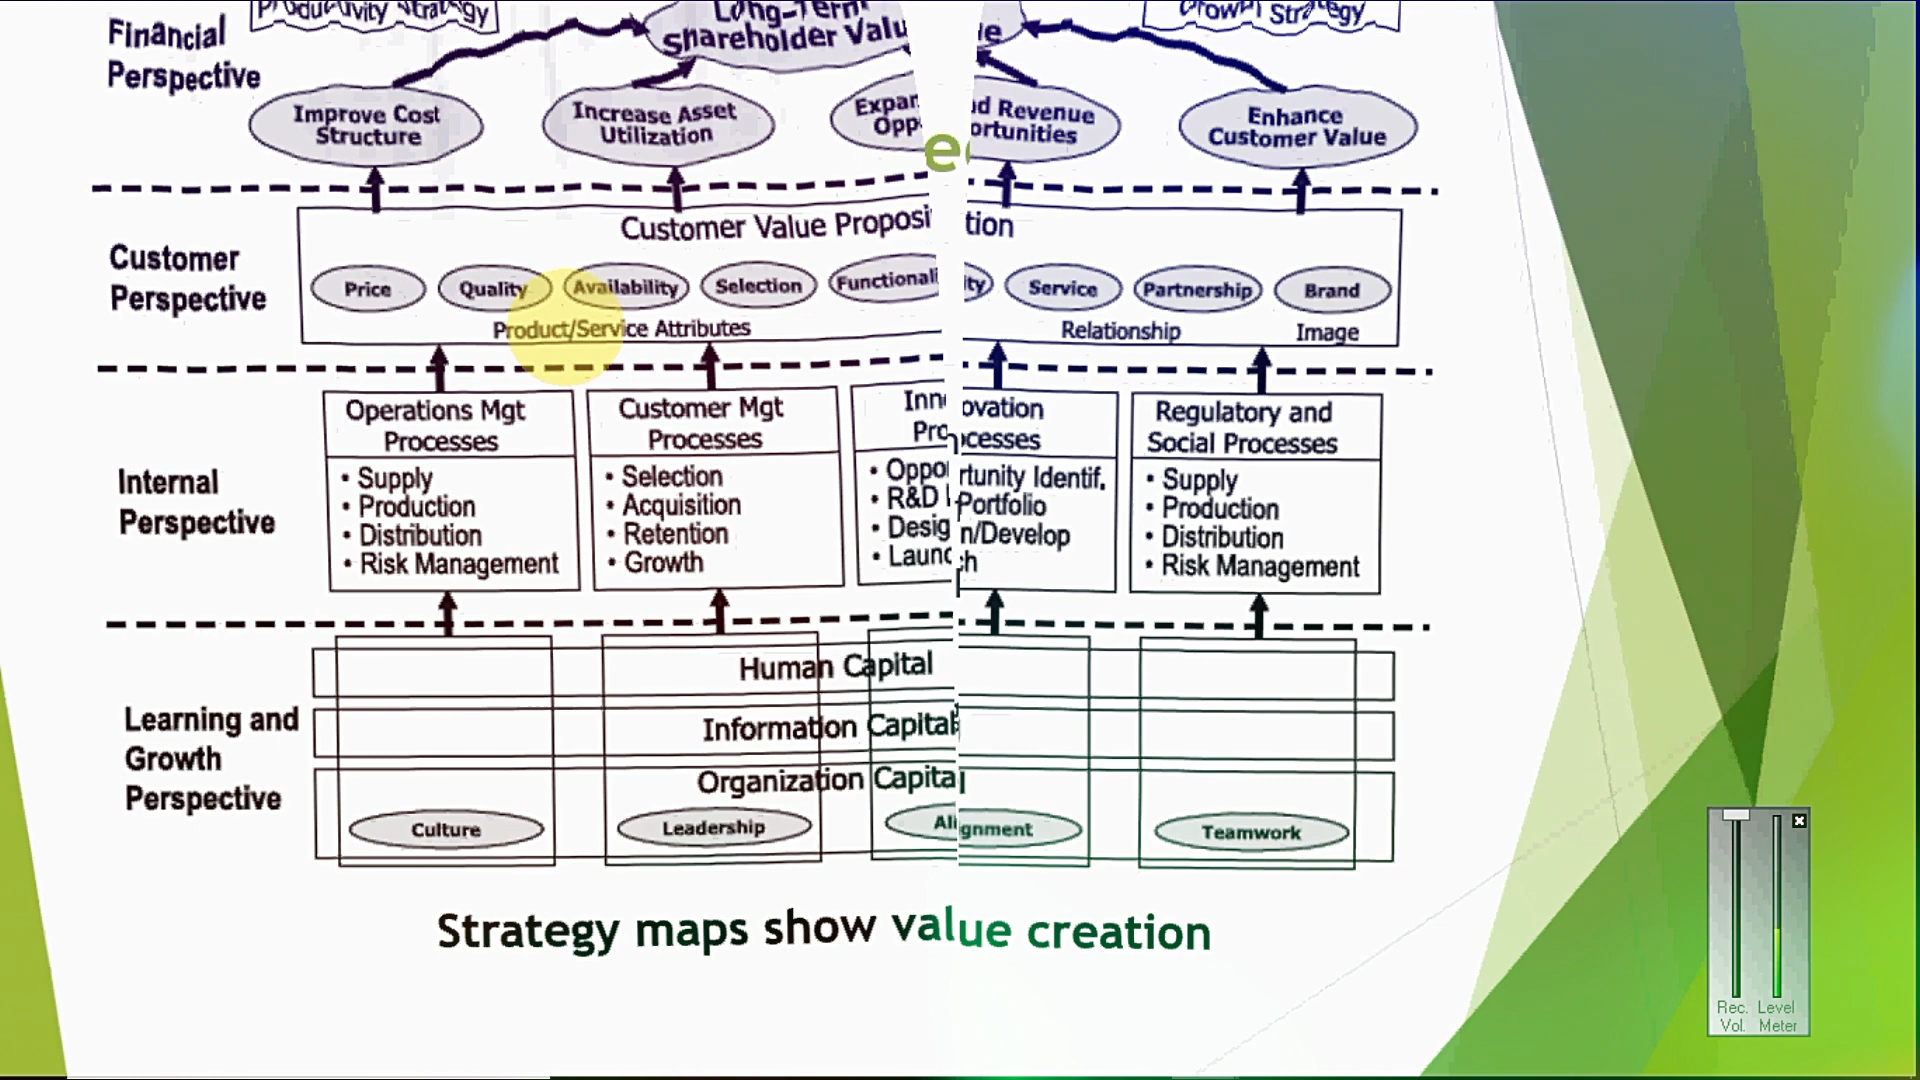 Productivity Strategy
Growth Strategy
Financial
Perspective
Long-Term
Shareholder Value
Improve Cost
Structure
Increase Asset
Utilization
Expand Revenue
Opportunities
Enhance
Customer Value
Customer
Perspective
Customer Value Proposition
Price
Quality
Availability
Selection
Functionality
Service
Partnership
Brand
Product/Service Attributes
Relationship
Image
Internal
Perspective
Operations Mgt
Processes
• Supply
• Production
• Distribution
• Risk Management
Customer Mgt
Processes
• Selection
• Acquisition
• Retention
• Growth
Innovation
Processes
• Opportunity Identif.
• R&D Portfolio
• Design/Develop
• Launch
Regulatory and
Social Processes
• Supply
• Production
• Distribution
• Risk Management
Learning and
Growth
Perspective
Human Capital
Information Capital
Organization Capital
Culture
Leadership
Alignment
Teamwork
Strategy maps show value creation
Rec. Level
Vol. Meter